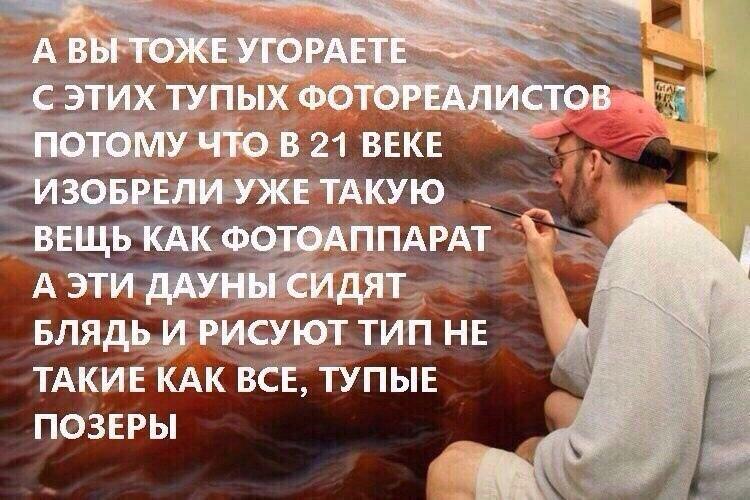 А ВЫ ТОЖЕ УГОРАЕТЕ
С ЭТИХ ТУПЫХ ФОТОРЕАЛИСТОВ
ПОТОМУ ЧТО В 21 ВЕКЕ
ИЗОБРЕЛИ УЖЕ ТАКУЮ
ВЕЩЬ КАК ФОТОАППАРАТ
А ЭТИ ДАУНЫ СИДЯТ
БЛЯДЬ И РИСУЮТ ТИП НЕ
ТАКИЕ КАК ВСЕ, ТУПЫЕ
ПОЗЕРЫ